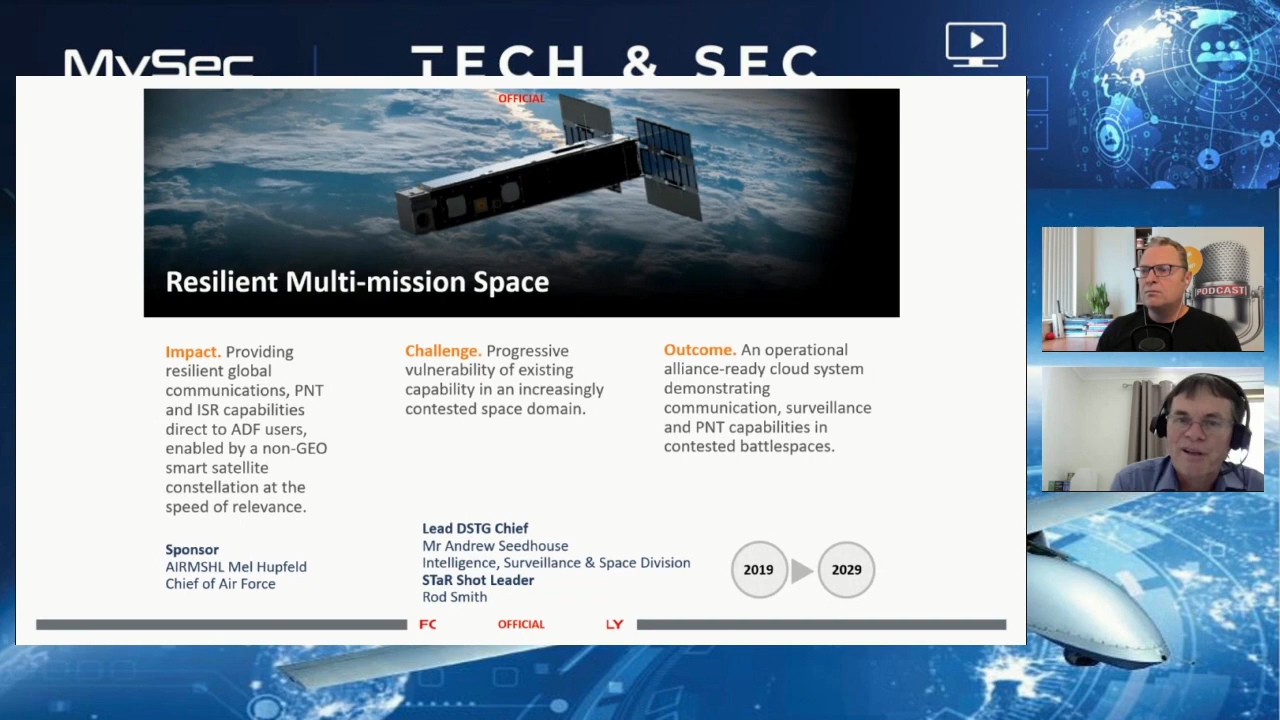 MySec
TECH & SEC
OFFICIAL
Resilient Multi-mission Space
Impact. Providing
resilient global
communications, PNT
and ISR capabilities
direct to ADF users,
enabled by a non-GEO
smart satellite
constellation at the
speed of relevance.
Challenge. Progressive
vulnerability of existing
capability in an increasingly
contested space domain.
Outcome. An operational
alliance-ready cloud system
demonstrating
communication, surveillance
and PNT capabilities in
contested battlespaces.
Sponsor
AIRMSHL Mel Hupfeld
Chief of Air Force
Lead DSTG Chief
Mr Andrew Seedhouse
Intelligence, Surveillance & Space Division
STaR Shot Leader
Rod Smith
2019
2029
OFFICIAL
PODCAST